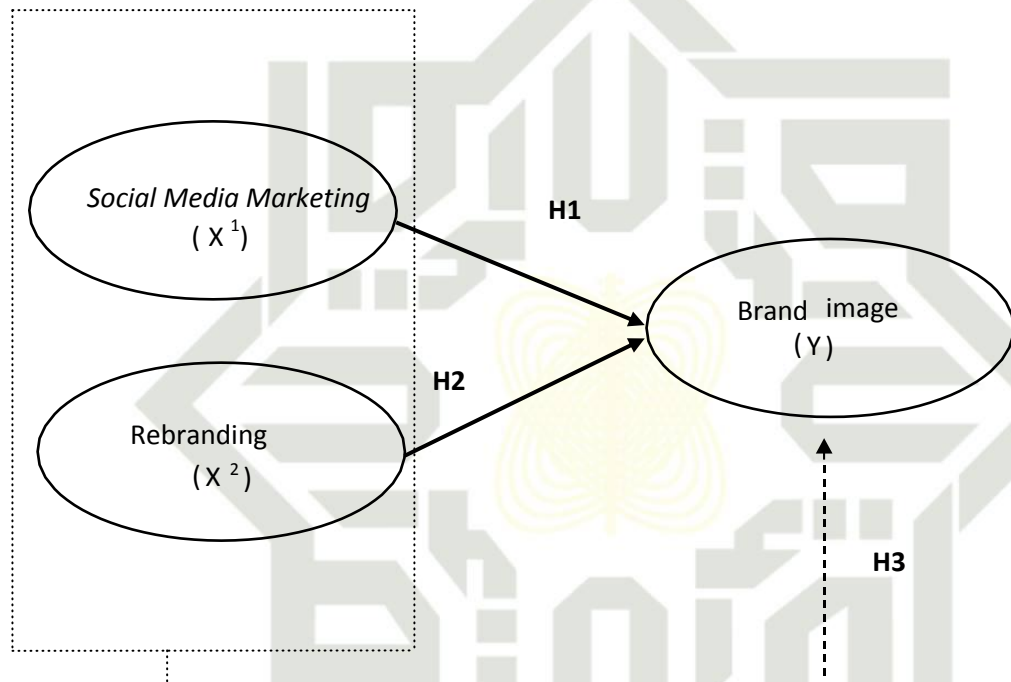 Social Media Marketing
( X 1)
H1
Brand image
( Y )
H2
Rebranding
( X 2)
H3